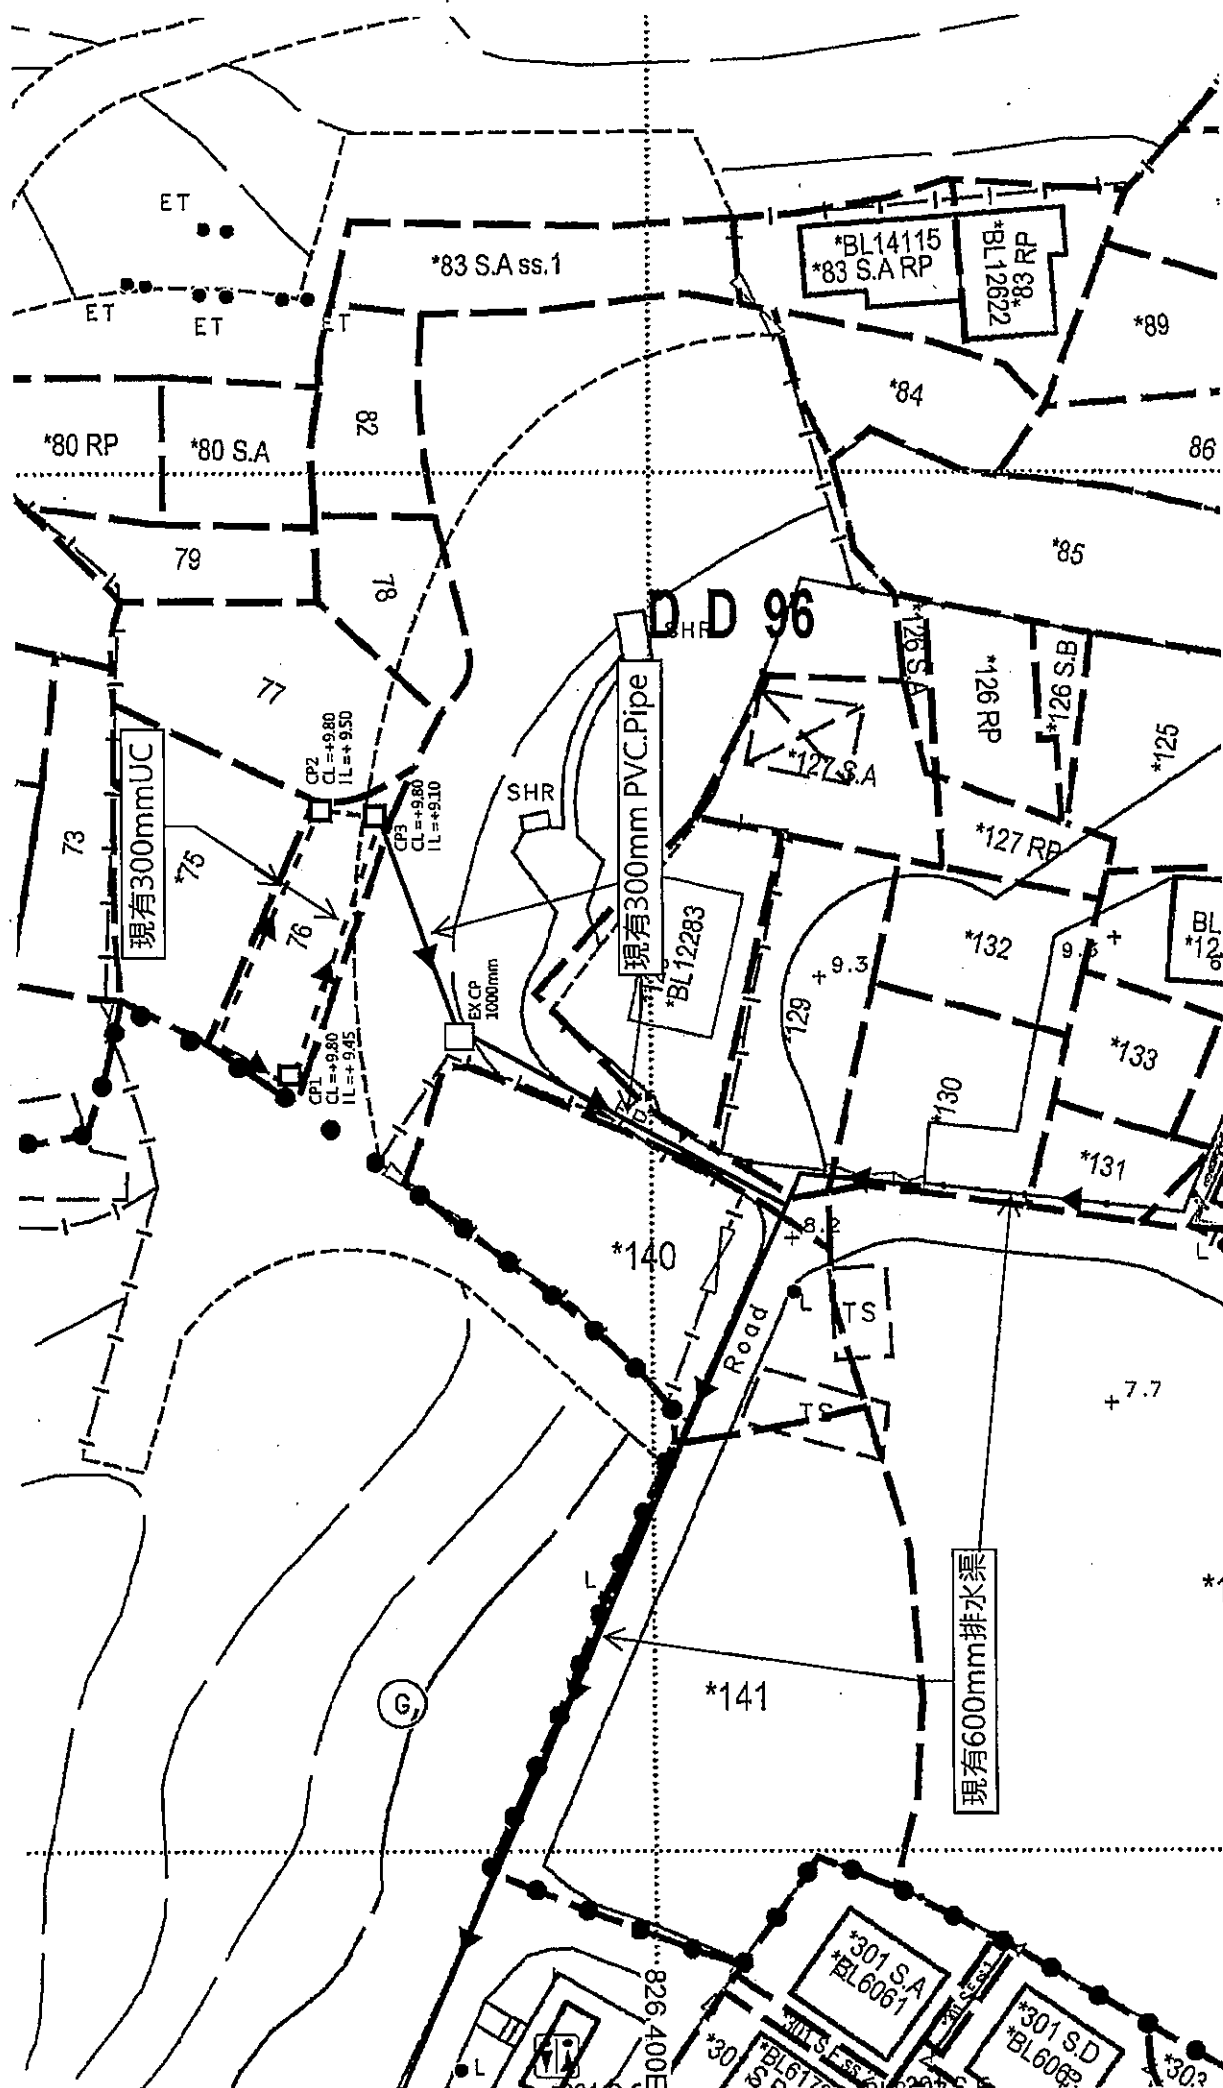 ET
ET
ET
ET
*83 S.A ss.1
*BL14115
*83 S.A RP
*BL12622
*83 RP
*89
*84
82
*80 RP
*80 S.A
86
79
78
*85
D D 96
SHR
*126 S.A
*126 RP
*126 S.B
*125
77
*127 S.A
*127 RP
現有300mmUC
現有300mm PVC.Pipe
CP2
CL=+9.80
IL=+9.50
CP3
CL=+9.80
IL=+9.10
SHR
73
*75
76
*BL12283
*132
9.3
129
*133
*130
*131
EX.CP
1000mm
CP1
CL=+9.80
IL=+9.45
*140
8.2
L
L
TS
Road
TS
7.7
L
G
*141
現有600mm排水渠
*301 S.A
*BL6061
*301 S.D
826 400E
L